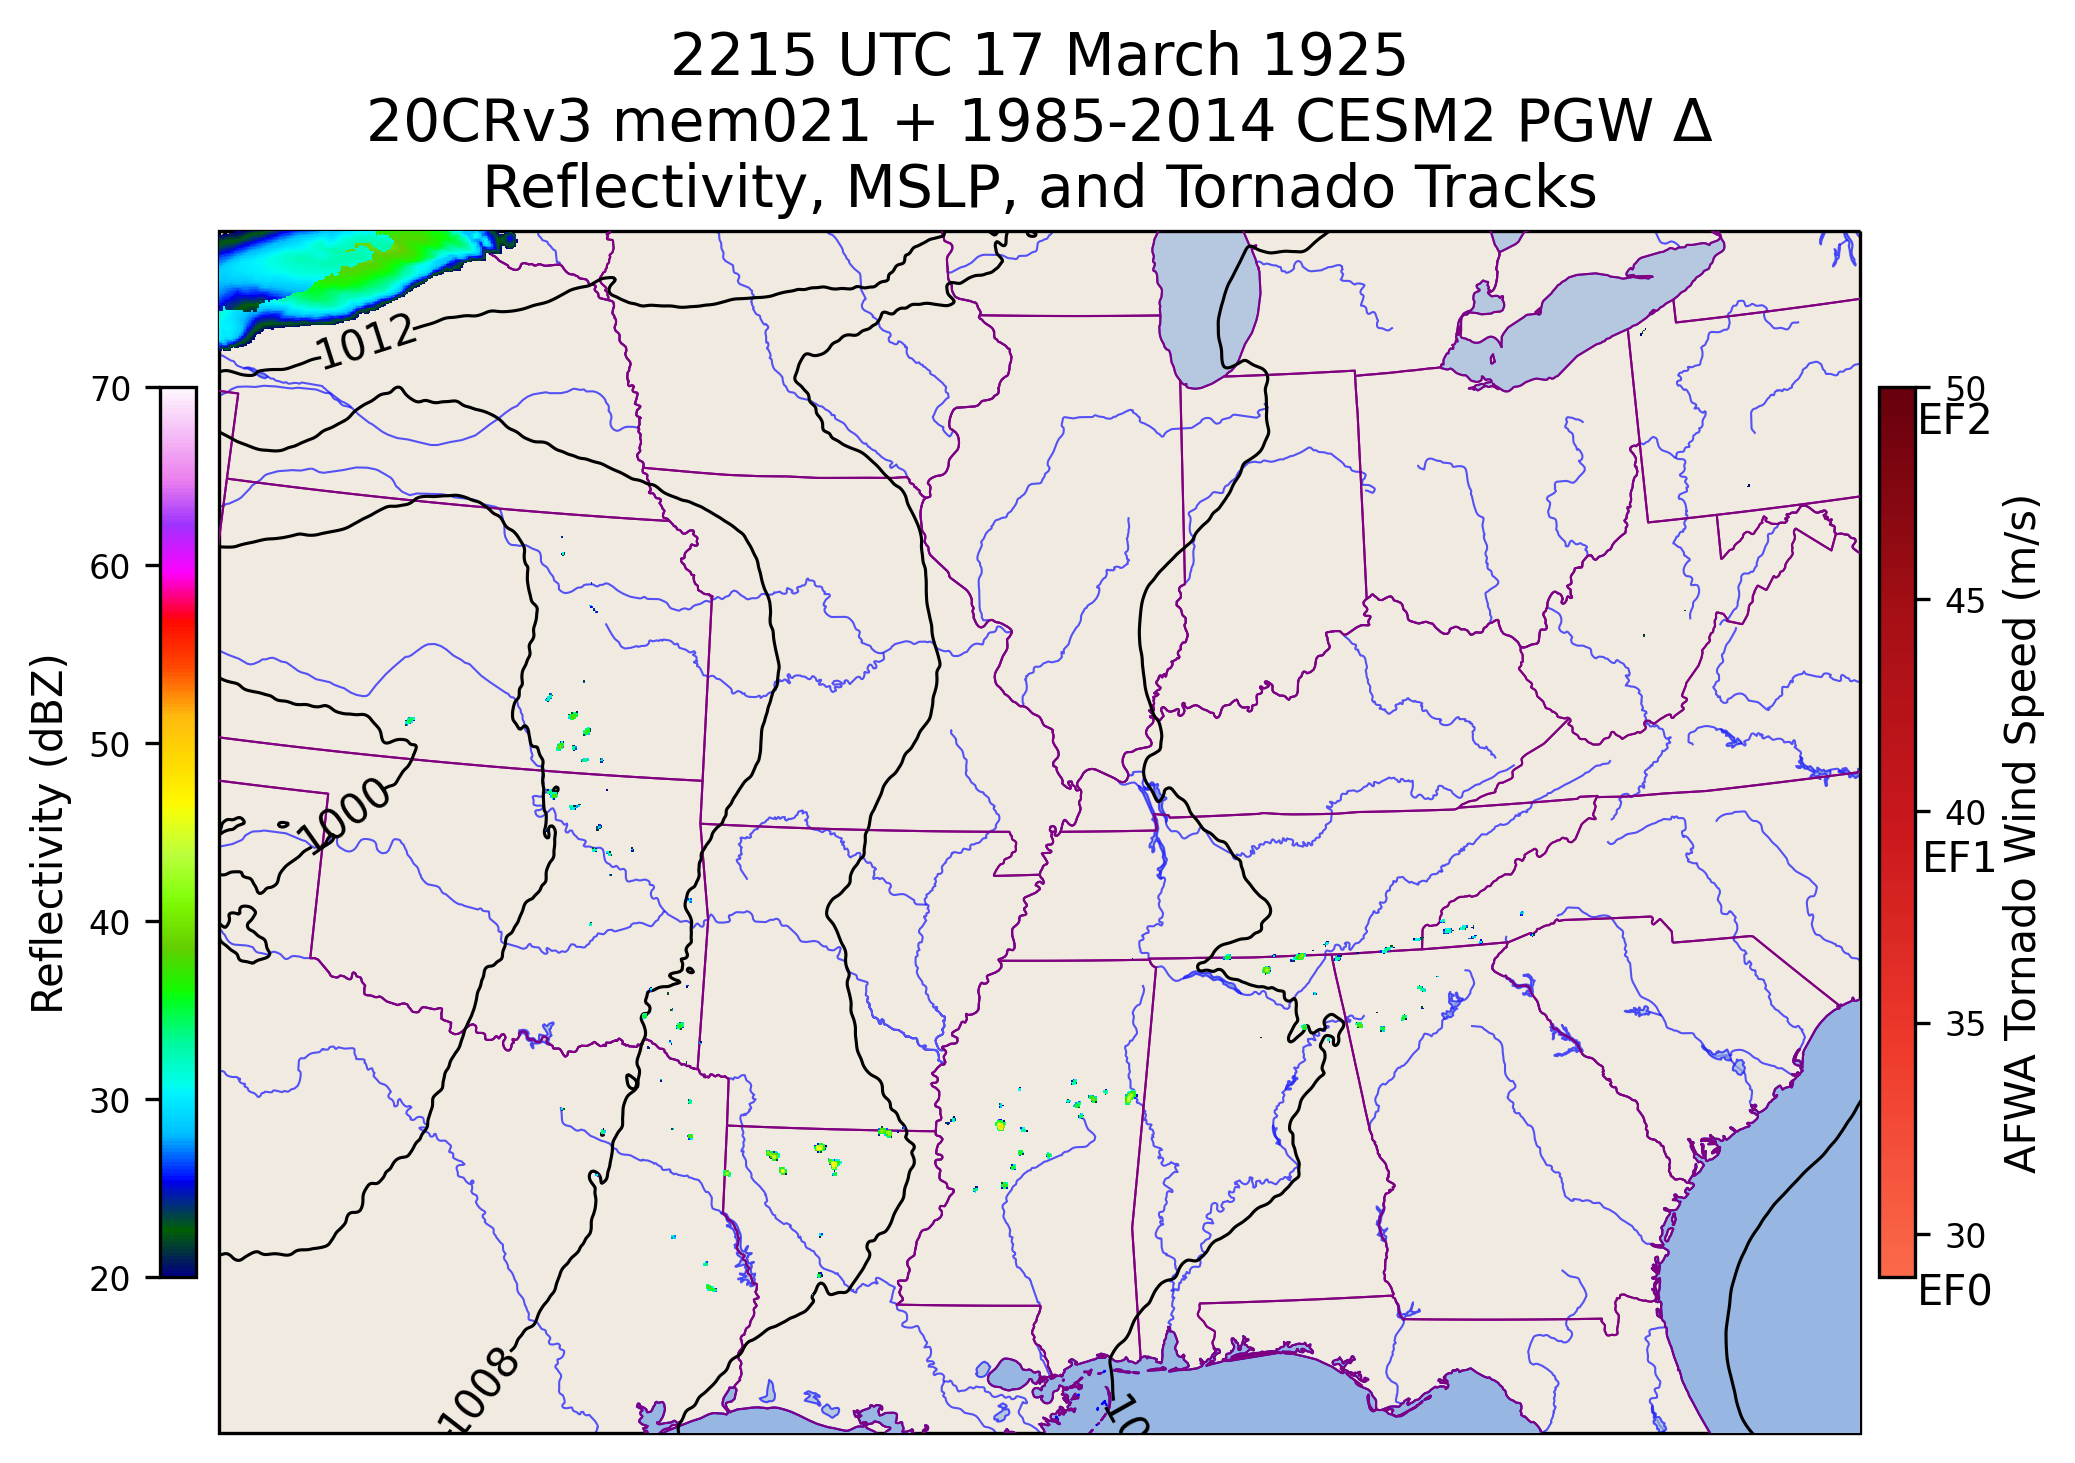 2215 UTC 17 March 1925
20CRv3 mem021 + 1985-2014 CESM2 PGW Δ
Reflectivity, MSLP, and Tornado Tracks
Reflectivity (dBZ)
70
60
50
40
30
20
1012
1000
1008
10
50
EF2
45
40
EF1
35
30
EF0
AFWA Tornado Wind Speed (m/s)